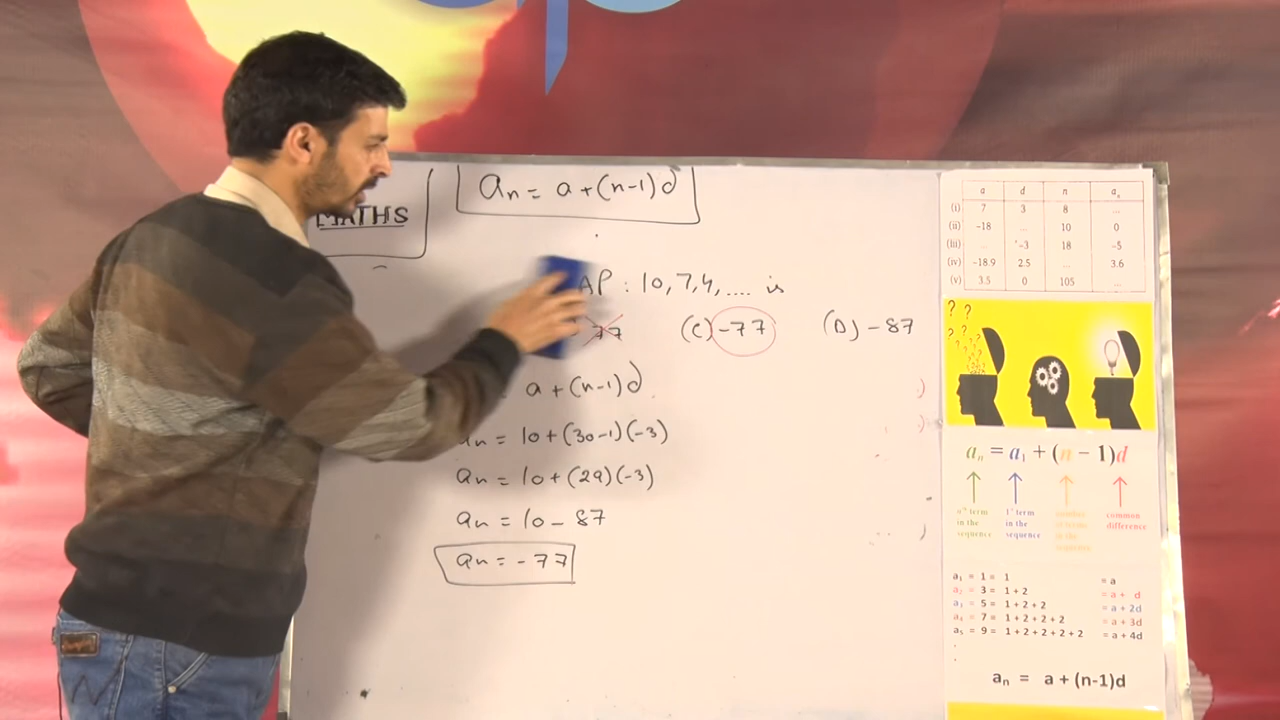 MATHS
an = a + (n-1)d
AP : 10, 7, 4, .... is
77 (C) -77 (D) -87
a + (n-1)d
an = 10 + (30-1)(-3)
an = 10 + (29)(-3)
an = 10 - 87
an = -77
a d n an
(i) 7 3 8 ...
(ii) -18 ... 10 0
(iii) ... -3 18 -5
(iv) -18.9 2.5 ... 3.6
(v) 3.5 0 105 ...
? ?
an = a1 + (n - 1)d
nth term in the sequence
1st term in the sequence
common difference
a1 = 1 = 1 = a
a2 = 3 = 1 + 2 = a + d
a3 = 5 = 1 + 2 + 2 = a + 2d
a4 = 7 = 1 + 2 + 2 + 2 = a + 3d
a5 = 9 = 1 + 2 + 2 + 2 + 2 = a + 4d
.
.
an = a + (n-1)d